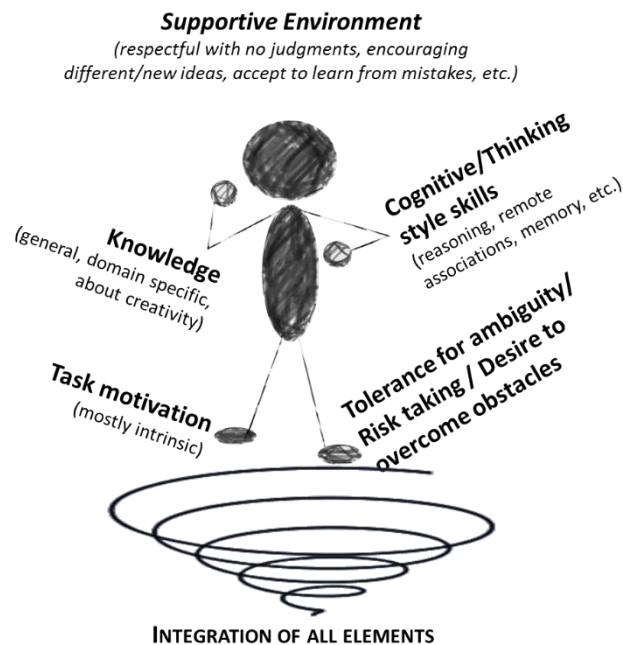 Supportive Environment
(respectful with no judgments, encouraging
different/new ideas, accept to learn from mistakes, etc.)
Cognitive/Thinking
style skills
(reasoning, remote
associations, memory, etc.)
Knowledge
(general, domain specific,
about creativity)
Tolerance for ambiguity/
Risk taking / Desire to
overcome obstacles
Task motivation
(mostly intrinsic)
INTEGRATION OF ALL ELEMENTS